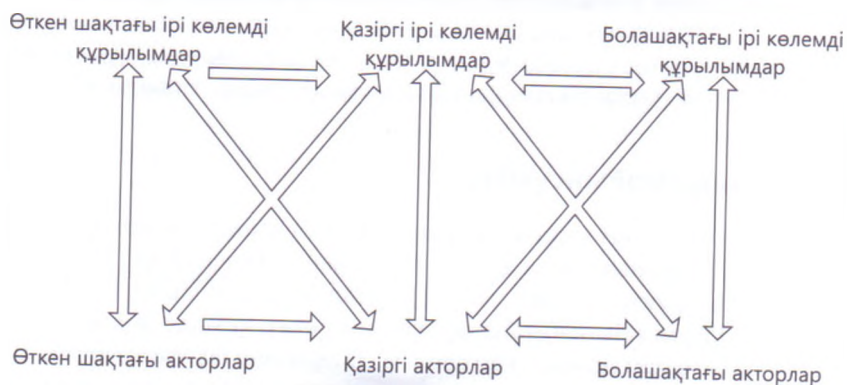 Өткен шақтағы ірі көлемді
құрылымдар
Қазіргі ірі көлемді
құрылымдар
Болашақтағы ірі көлемді
құрылымдар
Өткен шақтағы акторлар
Қазіргі акторлар
Болашақтағы акторлар